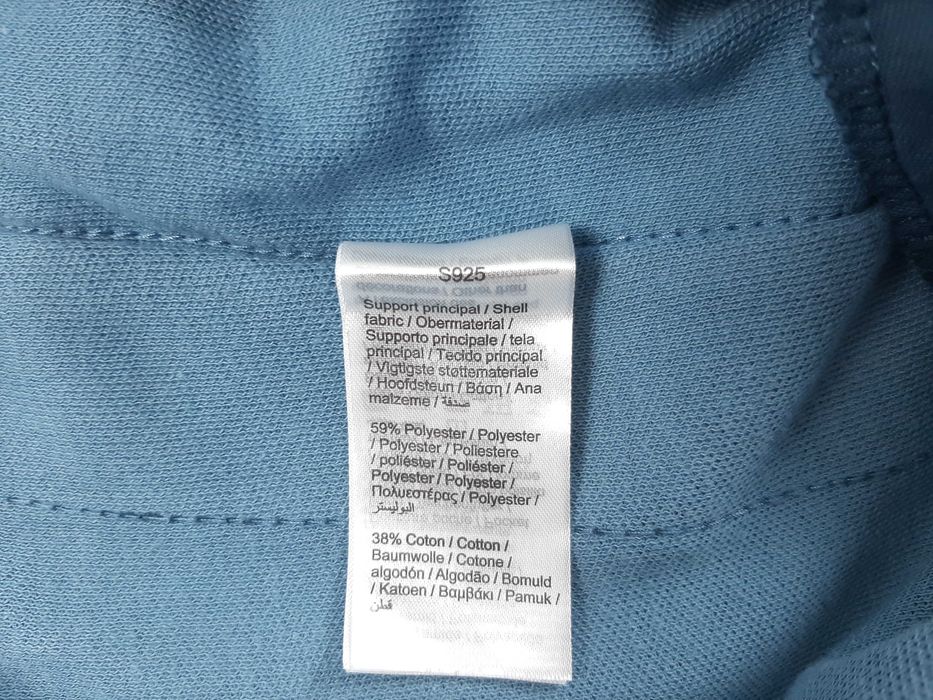 S925
Support principal / Shell
fabric / Obermaterial /
Supporto principale / tela
principal / Tecido principal
/ Vigtigste støttemateriale
/ Hoofdsteun / Βάση / Ana
malzeme / صدفة
59% Polyester / Polyester
/ Polyester / Poliestere
/ poliéster / Poliéster /
Polyester / Polyester /
Πολυεστέρας / Polyester /
البوليستر
38% Coton / Cotton /
Baumwolle / Cotone /
algodón / Algodão / Bomuld
/ Katoen / Βαμβάκι / Pamuk /
قطن